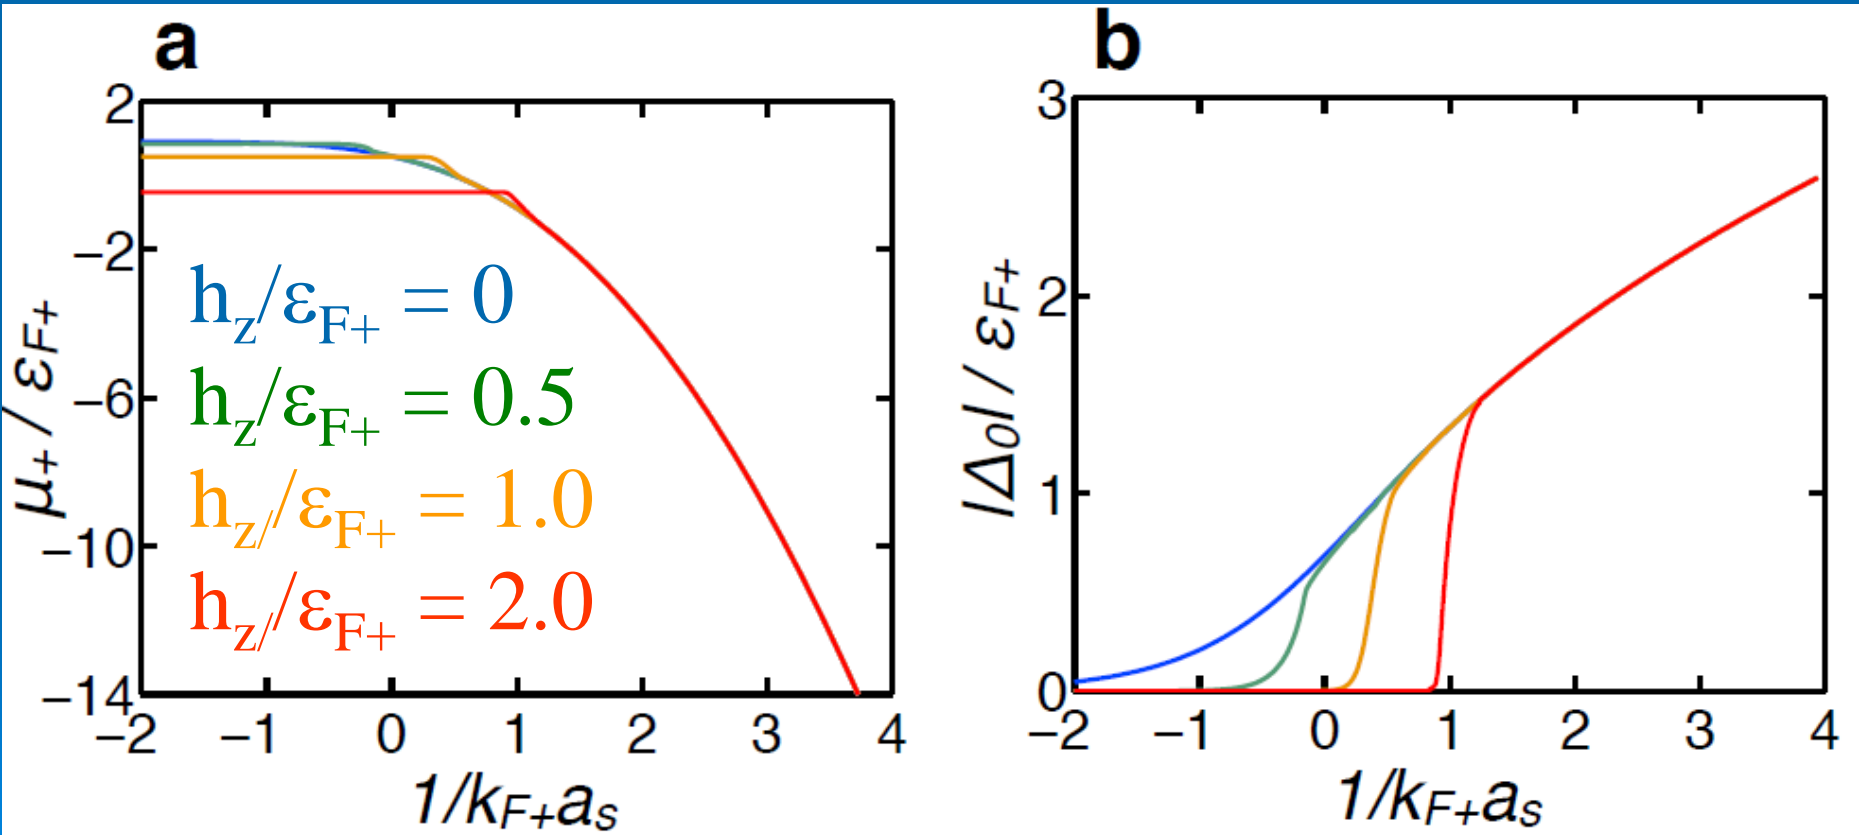 a
2
−2
−6
−10
−14
μ+ / εF+
hz/εF+ = 0
hz/εF+ = 0.5
hz/εF+ = 1.0
hz/εF+ = 2.0
−2 −1 0 1 2 3 4
1/kF+as
b
3
2
1
0
|Δ0| / εF+
−2 −1 0 1 2 3 4
1/kF+as